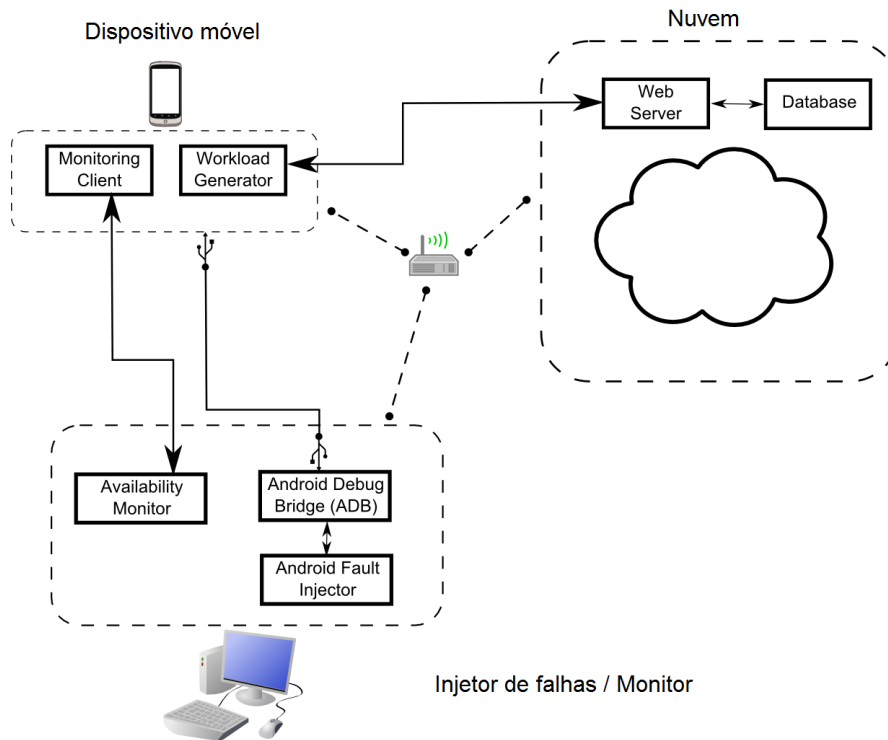 Dispositivo móvel
Nuvem
Web
Server
Database
Monitoring
Client
Workload
Generator
Availability
Monitor
Android Debug
Bridge (ADB)
Android Fault
Injector
Injetor de falhas / Monitor